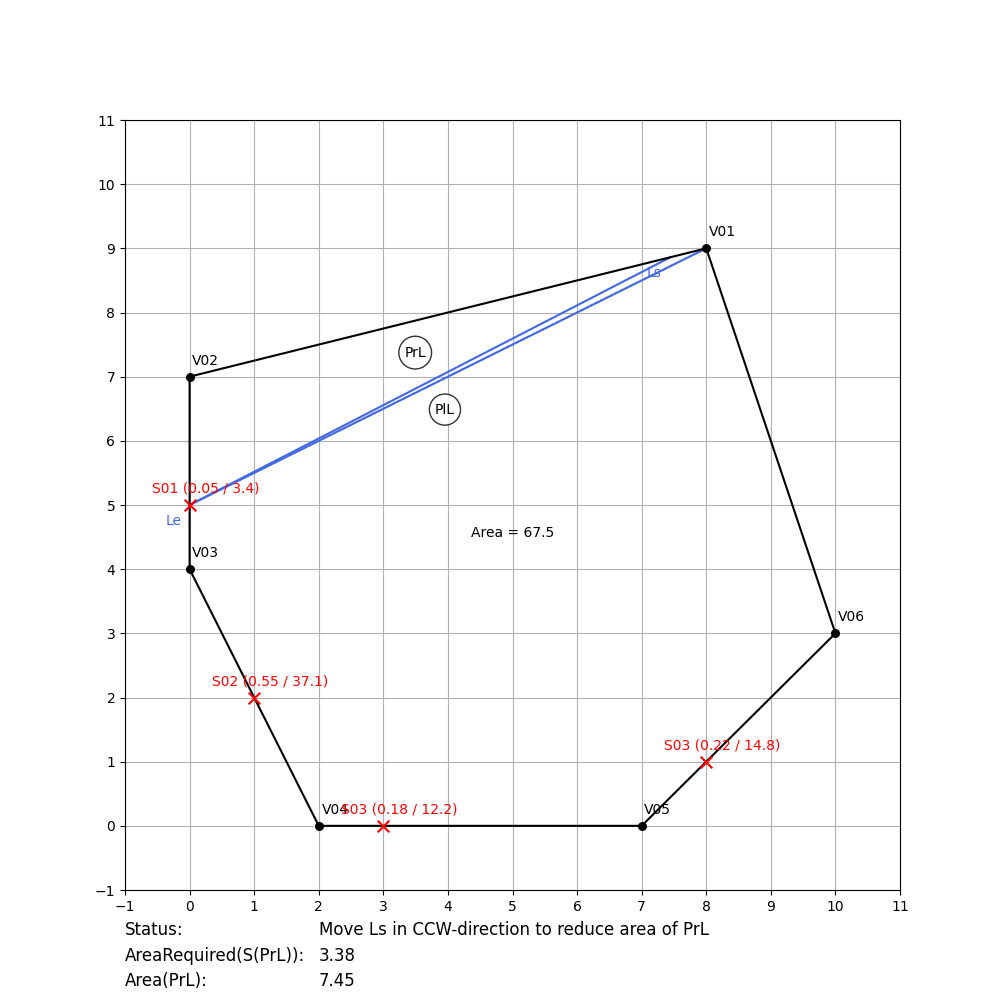 11
10
9
8
7
6
5
4
3
2
1
0
−1
V01
Ls
V02
PrL
PlL
S01 (0.05 / 3.4)
Le
Area = 67.5
V03
V06
S02 (0.55 / 37.1)
S03 (0.22 / 14.8)
V04
S03 (0.18 / 12.2)
V05
−1 0 1 2 3 4 5 6 7 8 9 10 11
Status: Move Ls in CCW-direction to reduce area of PrL
AreaRequired(S(PrL)): 3.38
Area(PrL): 7.45